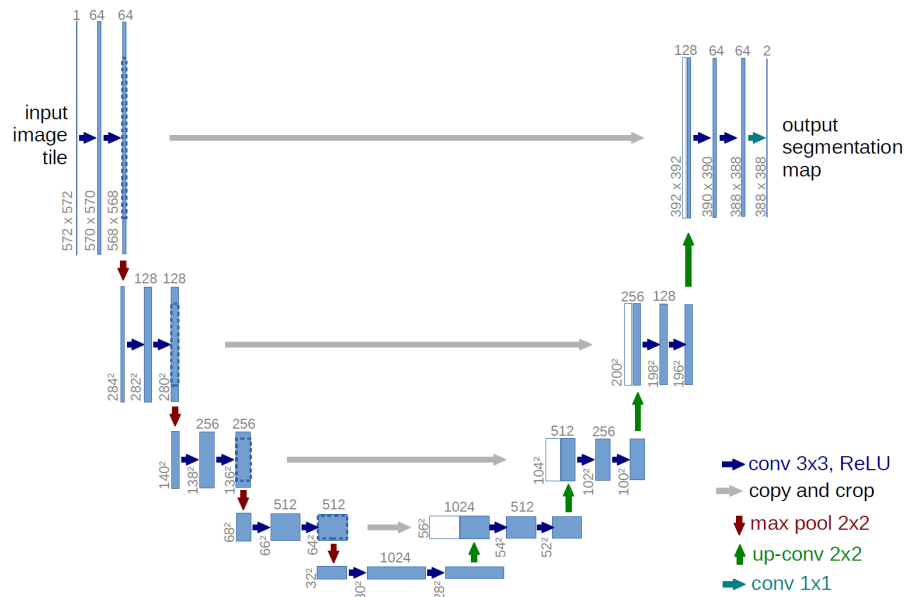 1 64 64
input
image
tile
572 x 572
570 x 570
568 x 568
128 64 64 2
output
segmentation
map
392 x 392
390 x 390
388 x 388
388 x 388
128 128
284²
282²
280²
256 128
200²
198²
196²
256 256
140²
138²
136²
512 256
104²
102²
100²
512 512
68²
66²
64²
1024 512
56²
54²
52²
1024
32²
30²
28²
conv 3x3, ReLU
copy and crop
max pool 2x2
up-conv 2x2
conv 1x1